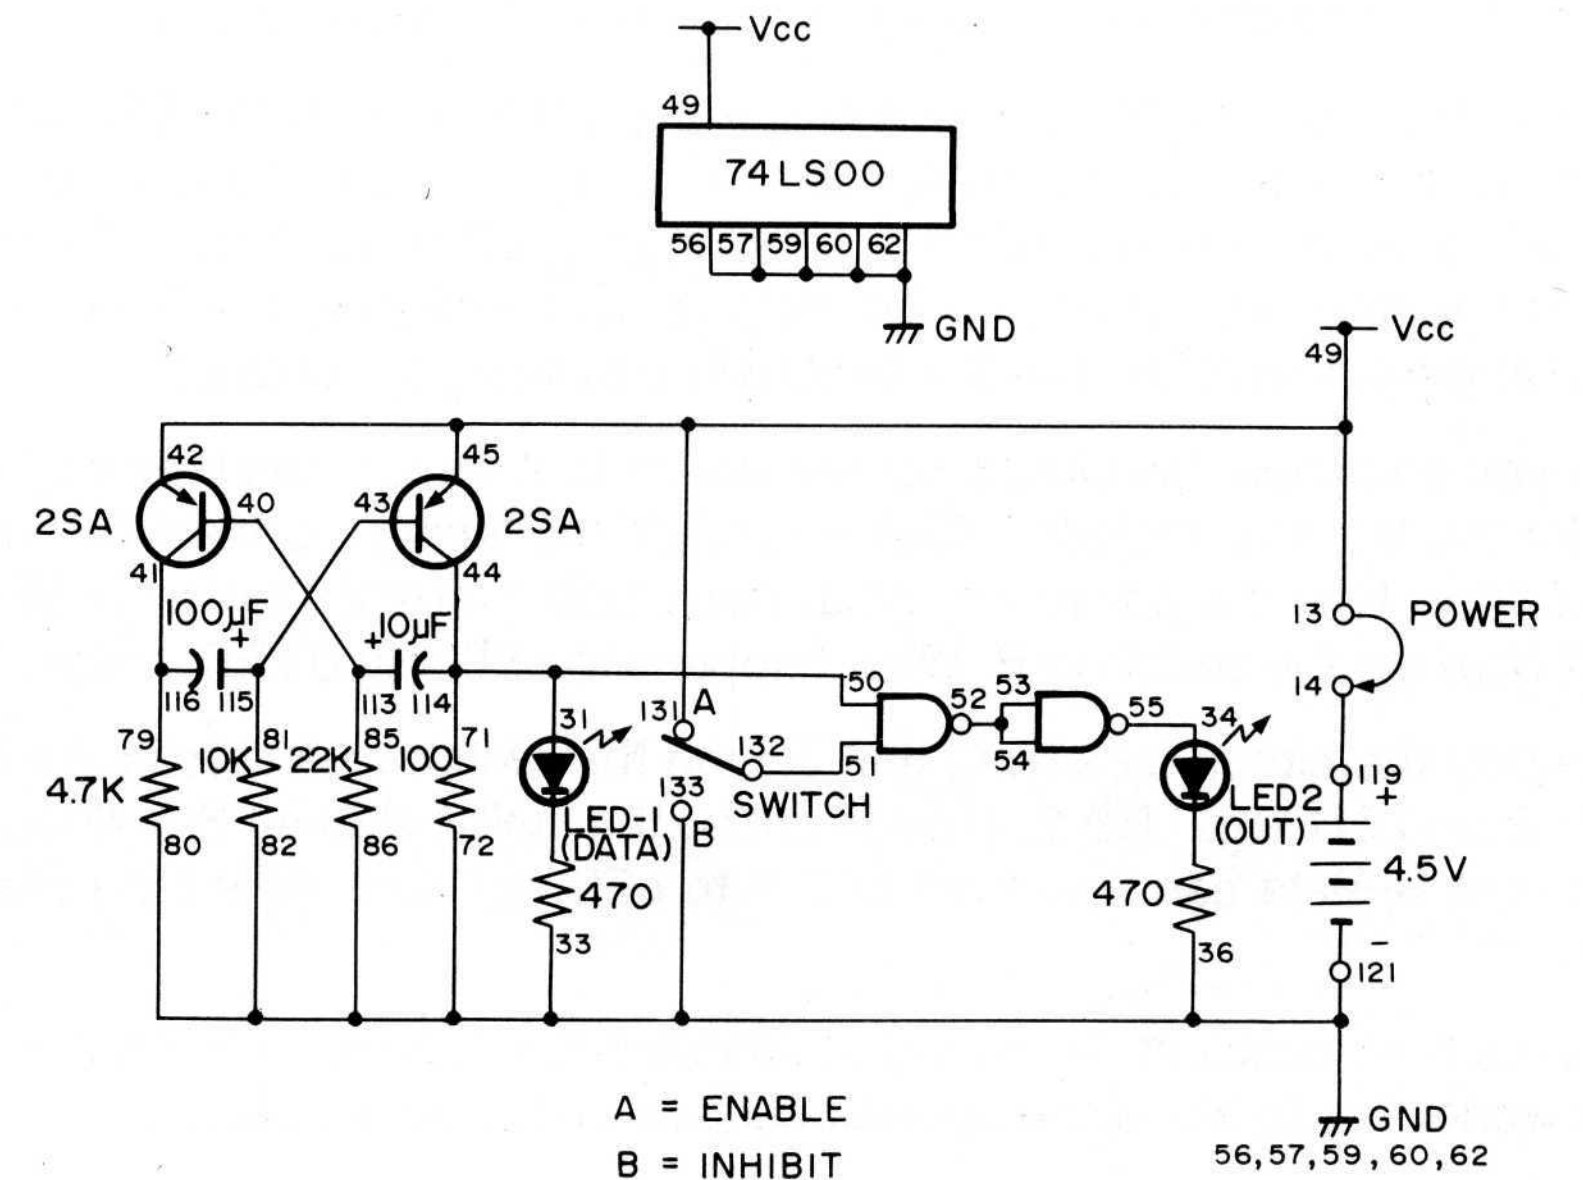 Vcc
49
74LS00
56 57 59 60 62
GND
Vcc
49
42 45
2SA 40 43 2SA
41 44
100µF + + 10µF
116 115 113 114
79 81 85 71
4.7K 10K 22K 100
80 82 86 72
31
LED-1
(DATA)
470
33
131 A
132
SWITCH
133
B
50
51
52
53
54
55
34
LED2
(OUT)
470
36
13 POWER
14
119
+
4.5V
−
121
GND
56,57,59,60,62
A = ENABLE
B = INHIBIT